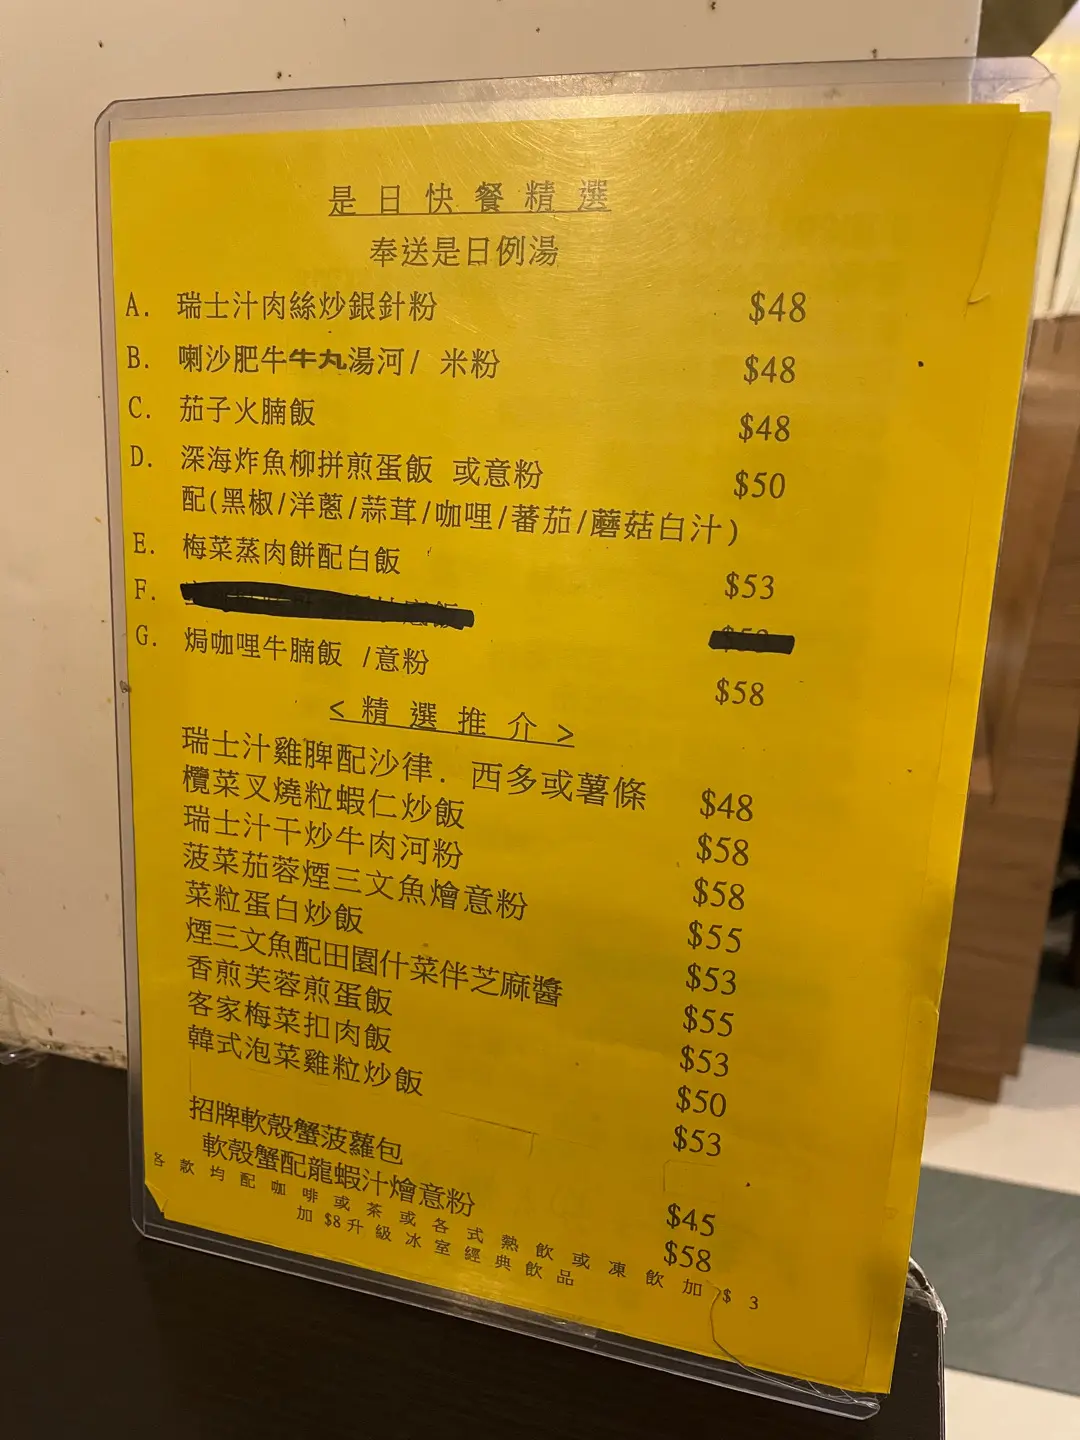 是日快餐精選
奉送是日例湯
A. 瑞士汁肉絲炒銀針粉 $48
B. 喇沙肥牛牛丸湯河/ 米粉 $48
C. 茄子火腩飯 $48
D. 深海炸魚柳拼煎蛋飯 或意粉 $50
配(黑椒/洋蔥/蒜茸/咖哩/蕃茄/蘑菇白汁)
E. 梅菜蒸肉餅配白飯 $53
F.
G. 焗咖哩牛腩飯 /意粉 $58
<精選推介>
瑞士汁雞脾配沙律. 西多或薯條 $48
欖菜叉燒粒蝦仁炒飯 $58
瑞士汁干炒牛肉河粉 $58
菠菜茄蓉煙三文魚燴意粉 $55
菜粒蛋白炒飯 $53
煙三文魚配田園什菜伴芝麻醬 $55
香煎芙蓉煎蛋飯 $53
客家梅菜扣肉飯 $50
韓式泡菜雞粒炒飯 $53
招牌軟殼蟹菠蘿包 $45
軟殼蟹配龍蝦汁燴意粉 $58
各款均配咖啡或茶或各式熱飲或凍飲加$3
加$8升級冰室經典飲品